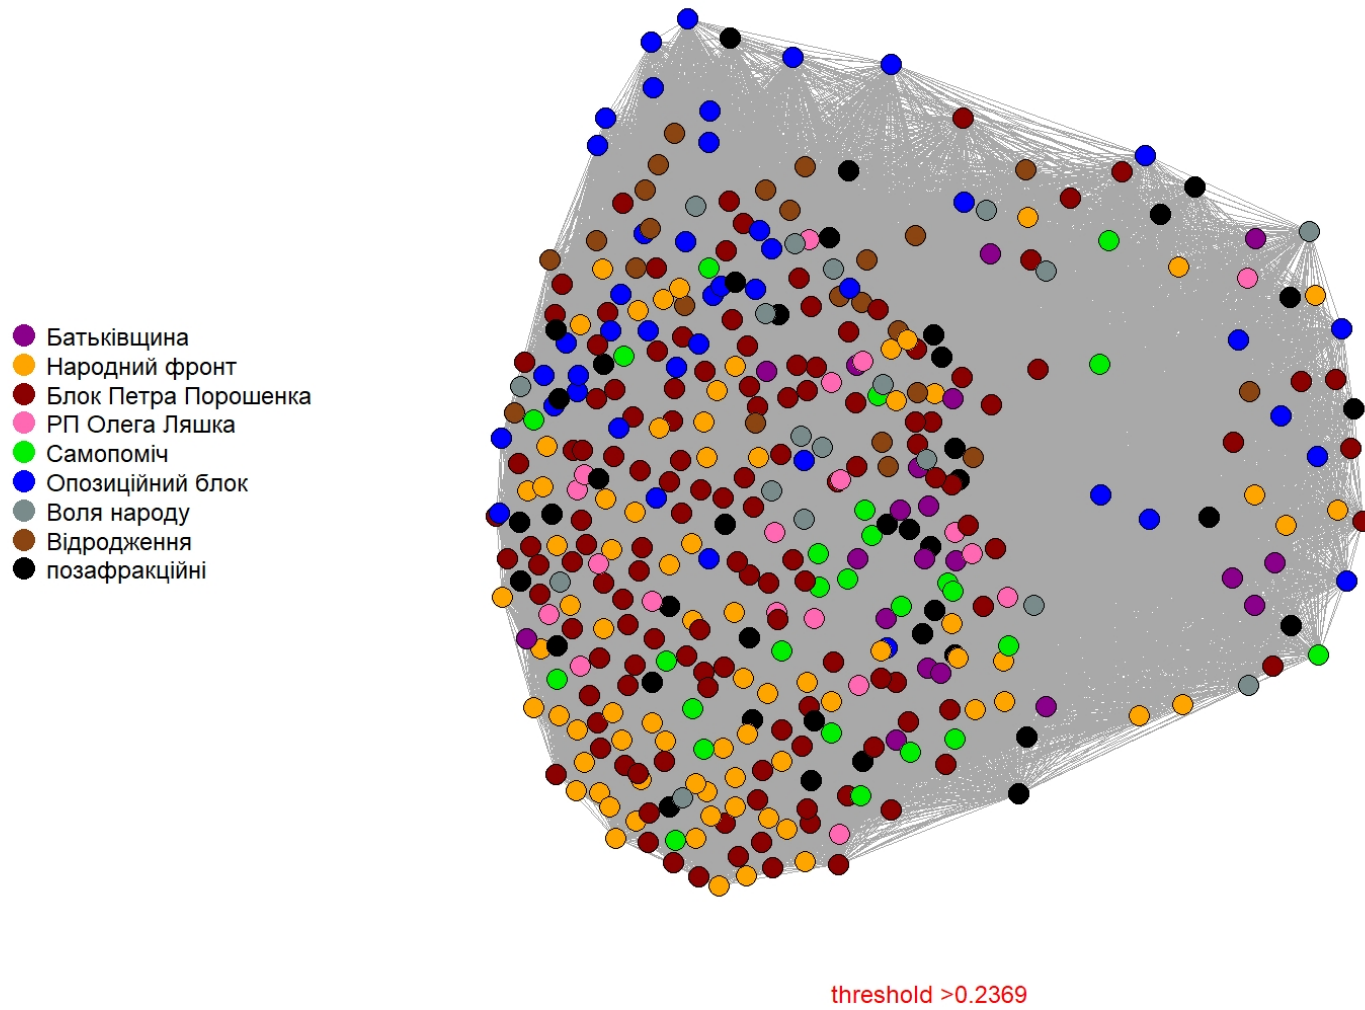 Батьківщина
Народний фронт
Блок Петра Порошенка
РП Олега Ляшка
Самопоміч
Опозиційний блок
Воля народу
Відродження
позафракційні
threshold >0.2369